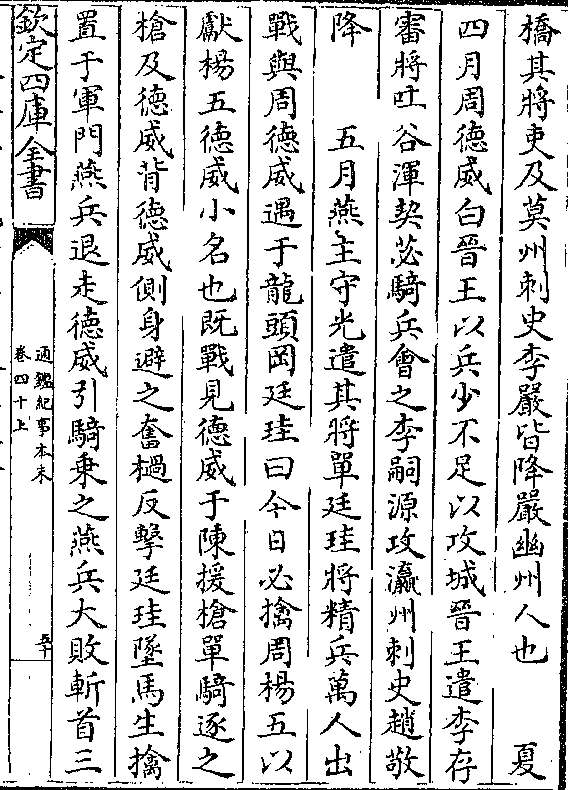 橋其將吏及莫州刺史李嚴皆降嚴幽州人也　夏
四月周德威白晉王以兵少不足以攻城晉王遣李存
審將吐谷渾契苾騎兵會之李嗣源攻瀛州刺史趙敬
降　五月燕主守光遣其將單廷珪將精兵萬人出
戰與周德威遇于龍頭岡廷珪曰今日必擒周楊五以
獻楊五德威小名也既戰見德威于陳援槍單騎逐之
槍及德威背德威側身避之奮檛反擊廷珪墜馬生擒
置于軍門燕兵退走德威引騎乘之燕兵大敗斬首三
欽定四庫全書
通鑑紀事本末
卷四十上
五十